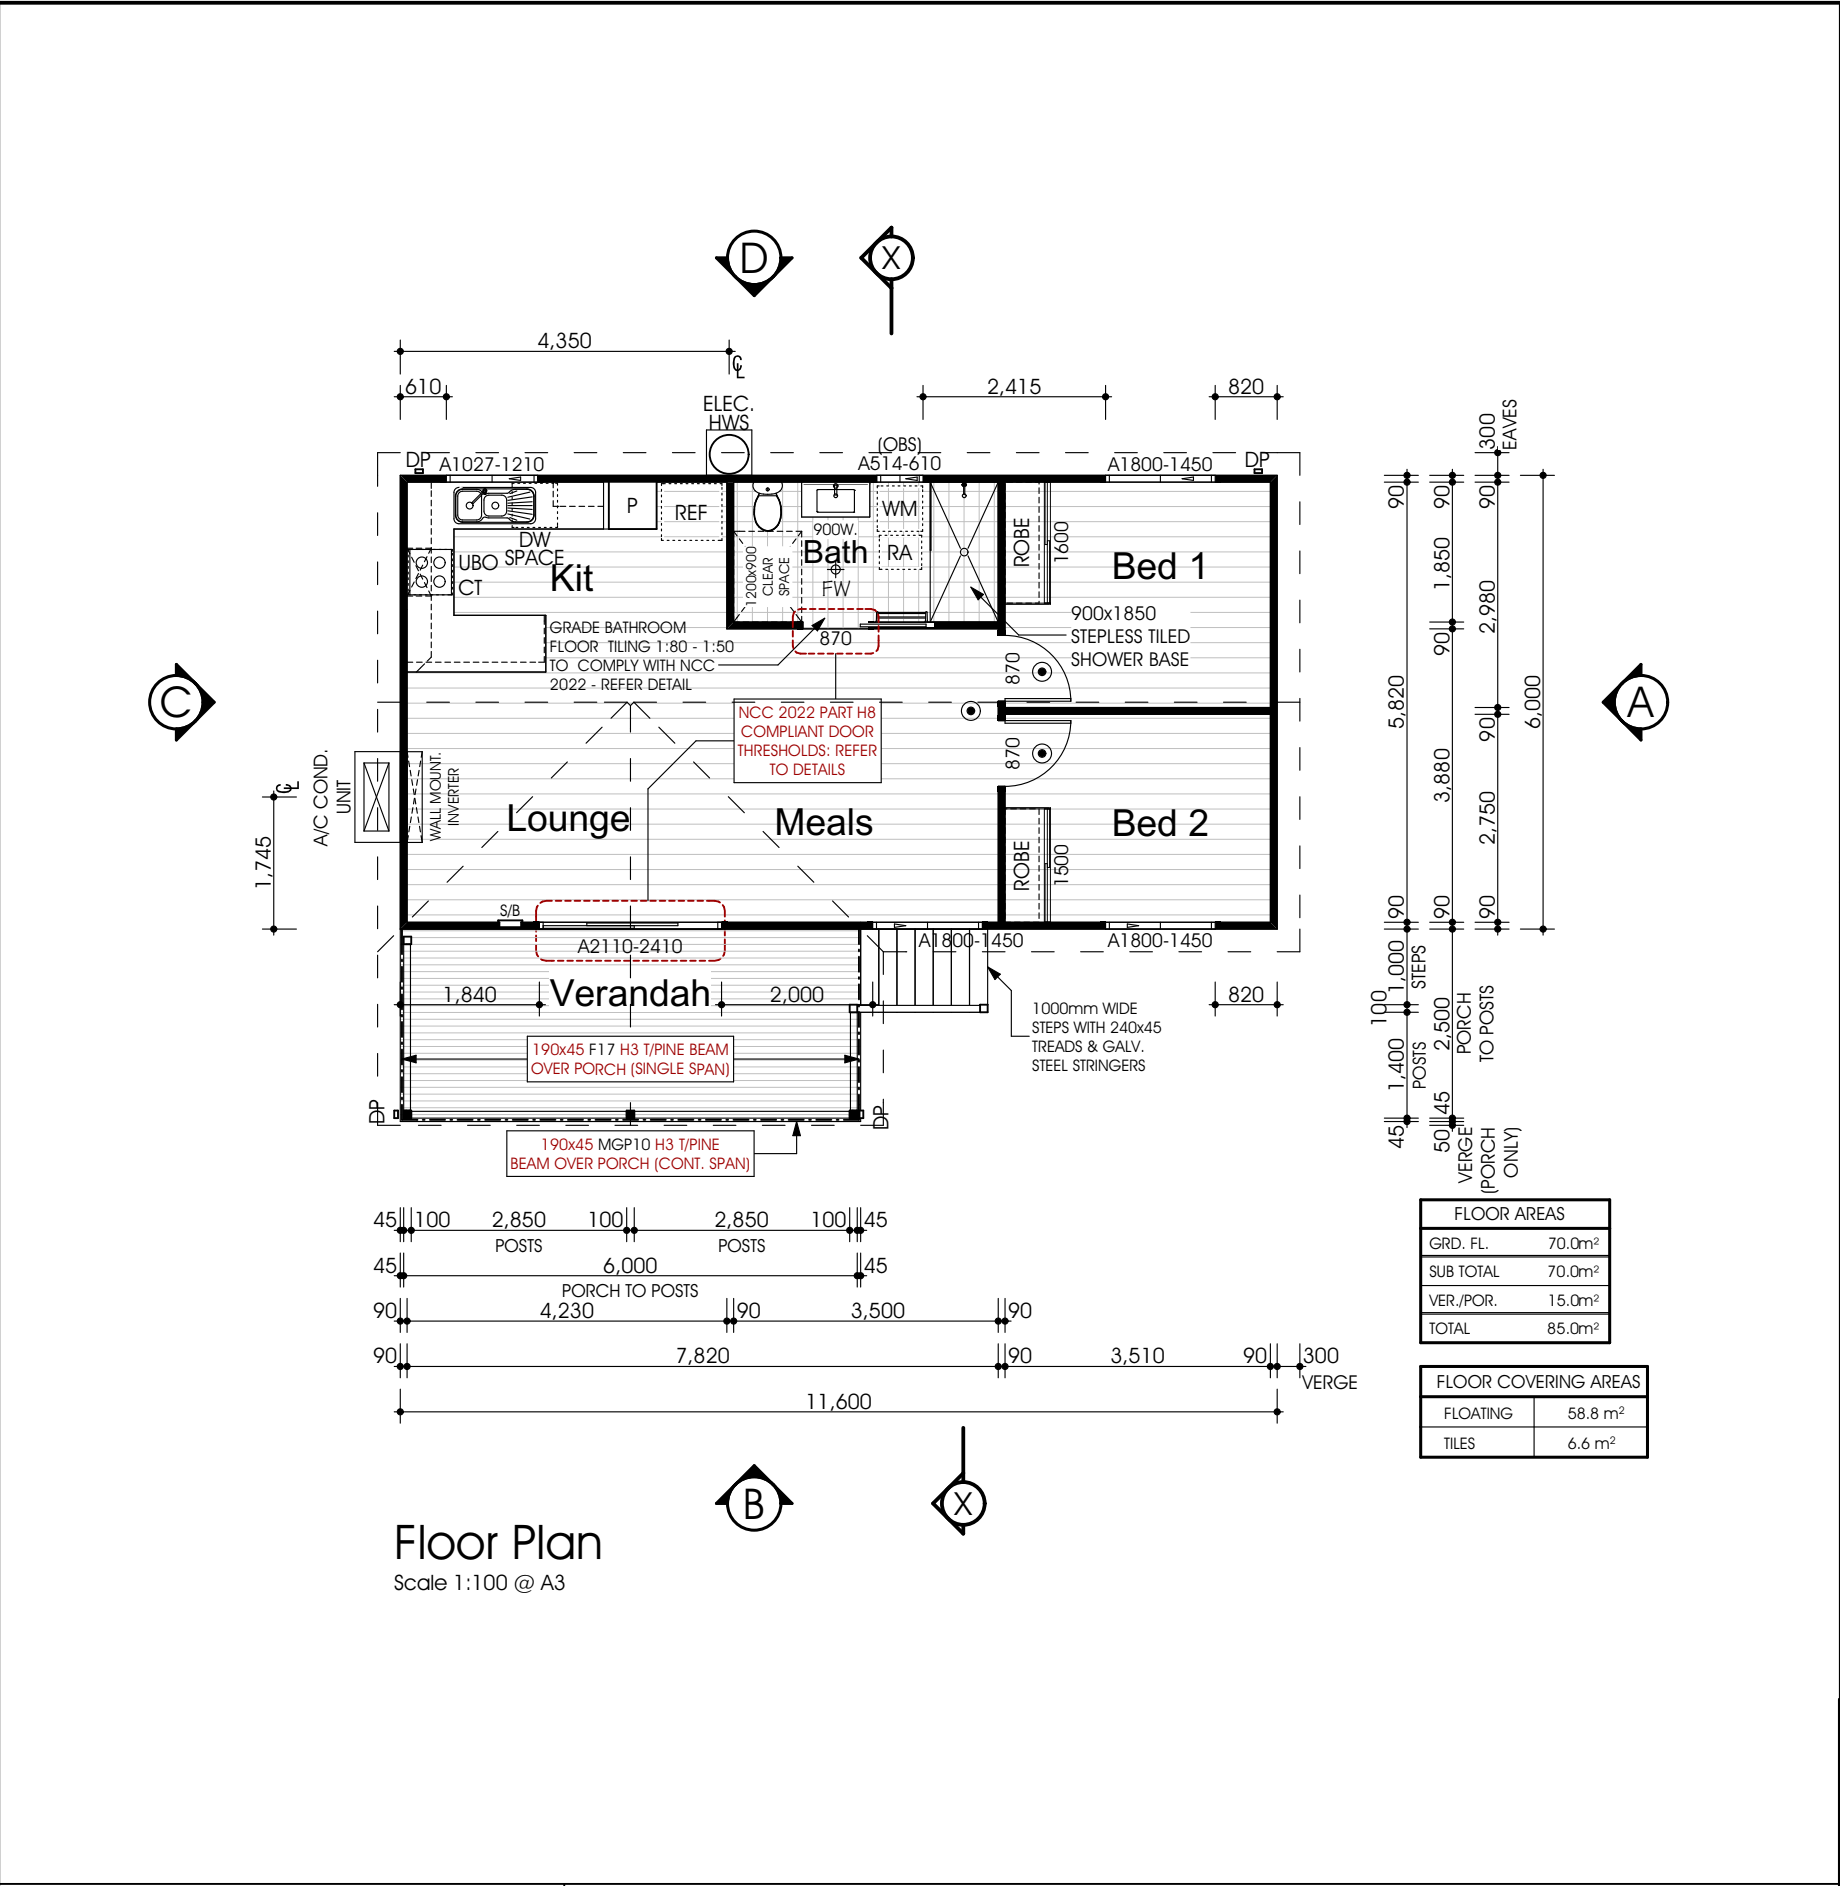 D
X
4,350
℄
610
2,415
820
ELEC.
HWS
(OBS)
DP
A1027-1210
A514-610
A1800-1450
DP
300
EAVES
P
REF
WM
900W.
DW
SPACE
UBO
CT
Kit
Bath
RA
FW
1200x900
CLEAR
SPACE
ROBE
1600
Bed 1
90
90
90
1,850
2,980
900x1850
STEPLESS TILED
SHOWER BASE
GRADE BATHROOM
FLOOR TILING 1:80 - 1:50
TO COMPLY WITH NCC
2022 - REFER DETAIL
870
870
90
C
A
5,820
6,000
NCC 2022 PART H8
COMPLIANT DOOR
THRESHOLDS: REFER
TO DETAILS
870
90
3,880
2,750
A/C COND.
UNIT
℄
WALL MOUNT.
INVERTER
1,745
Lounge
Meals
Bed 2
ROBE
1500
S/B
90
90
90
A2110-2410
A1800-1450
A1800-1450
1,840
Verandah
2,000
820
1000mm WIDE
STEPS WITH 240x45
TREADS & GALV.
STEEL STRINGERS
1,000
STEPS
100
2,500
PORCH
TO POSTS
1,400
POSTS
190x45 F17 H3 T/PINE BEAM
OVER PORCH (SINGLE SPAN)
DP
DP
45
45
50
VERGE
(PORCH
ONLY)
190x45 MGP10 H3 T/PINE
BEAM OVER PORCH (CONT. SPAN)
45 100 2,850 100 2,850 100 45
POSTS POSTS
45 6,000 45
PORCH TO POSTS
90 4,230 90 3,500 90
90 7,820 90 3,510 90 300
VERGE
11,600
FLOOR AREAS
GRD. FL. 70.0m²
SUB TOTAL 70.0m²
VER./POR. 15.0m²
TOTAL 85.0m²
FLOOR COVERING AREAS
FLOATING 58.8 m²
TILES 6.6 m²
B
X
Floor Plan
Scale 1:100 @ A3